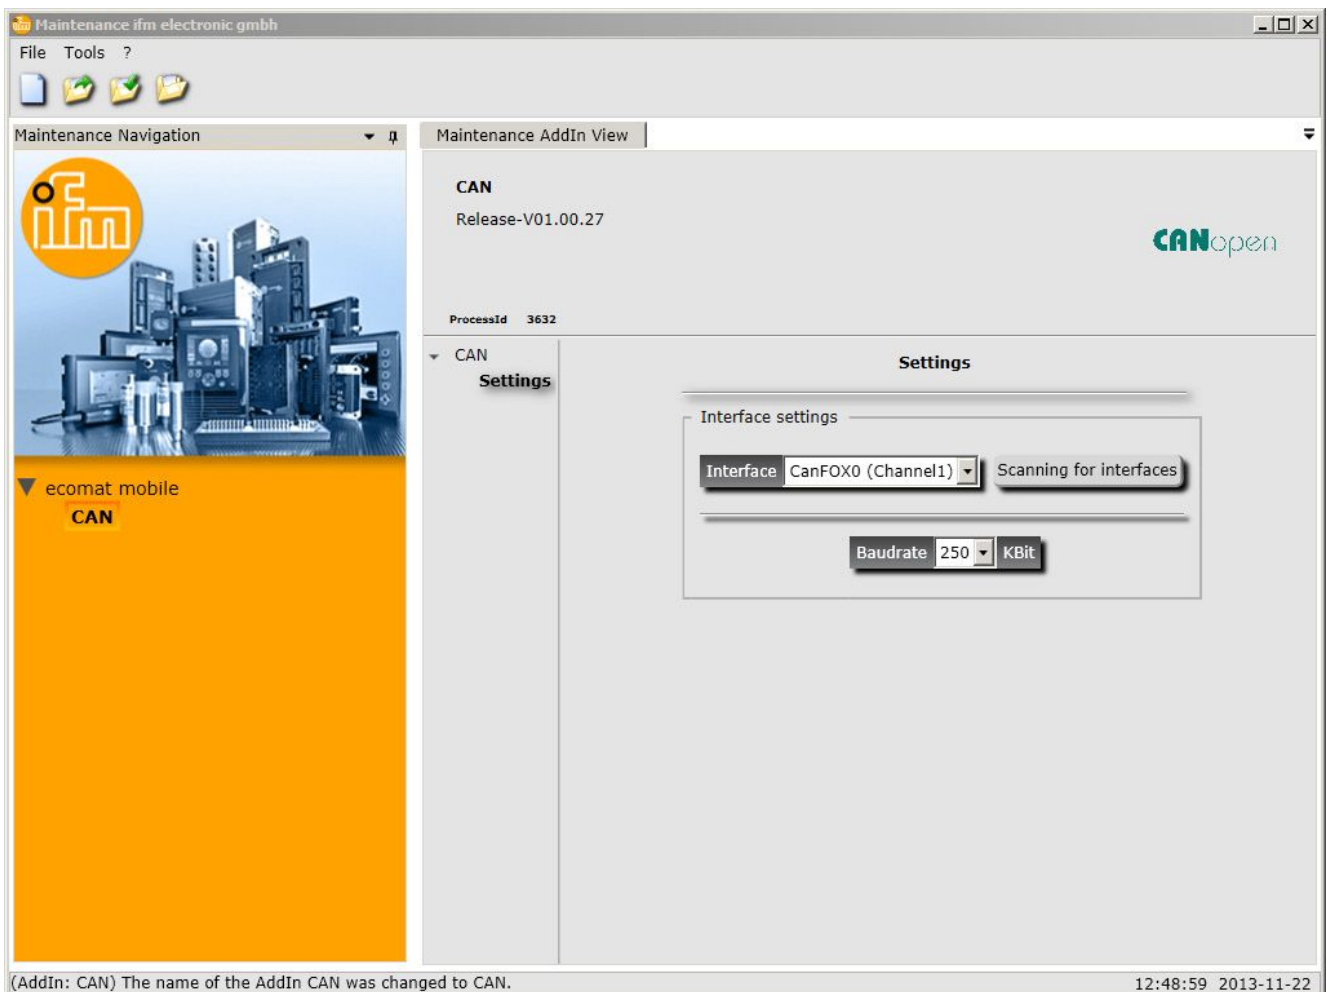 Maintenance ifm electronic gmbh
File Tools ?
Maintenance Navigation
Maintenance AddIn View
ifm
CAN
Release-V01.00.27
CANopen
ProcessId 3632
CAN
Settings
Settings
Interface settings
Interface CanFOX0 (Channel1) Scanning for interfaces
Baudrate 250 KBit
ecomat mobile
CAN
(AddIn: CAN) The name of the AddIn CAN was changed to CAN.
12:48:59 2013-11-22